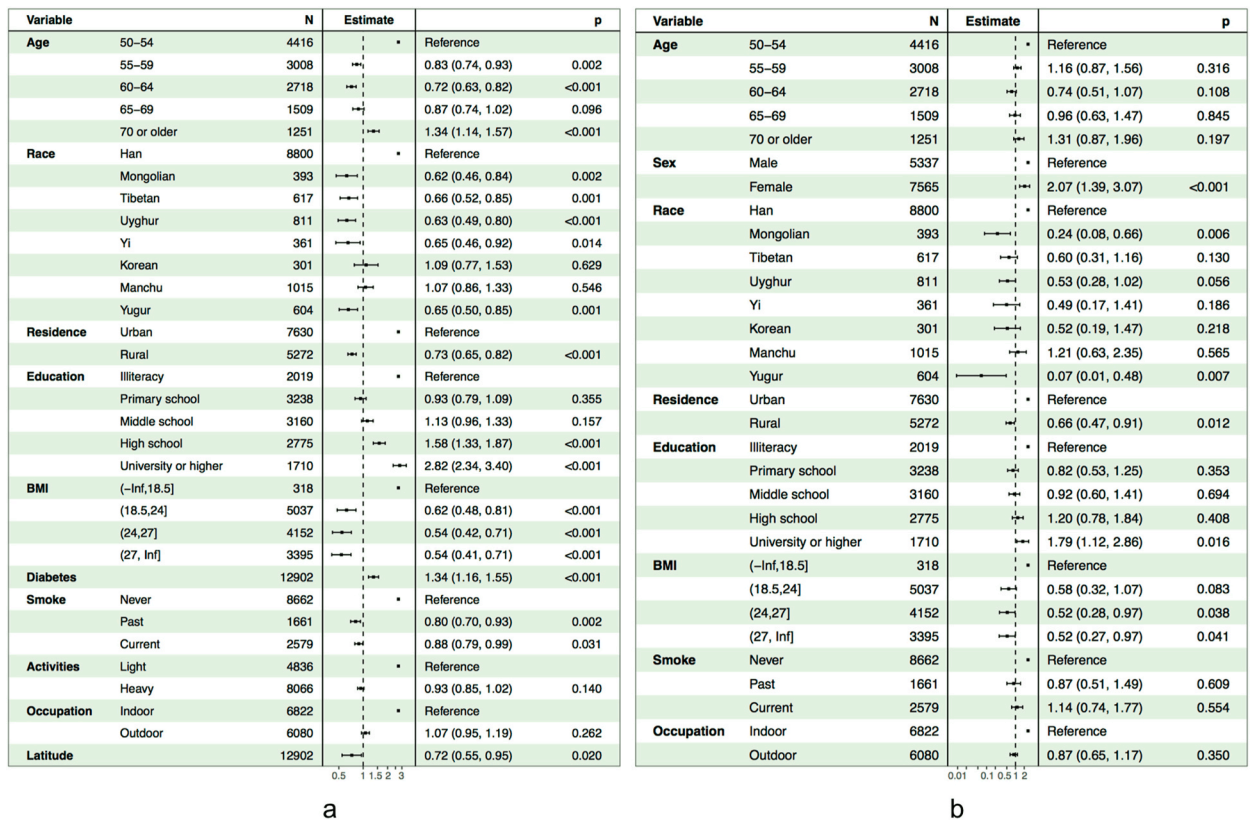 Variable N Estimate p
Age 50−54 4416 Reference
55−59 3008 0.83 (0.74, 0.93) 0.002
60−64 2718 0.72 (0.63, 0.82) <0.001
65−69 1509 0.87 (0.74, 1.02) 0.096
70 or older 1251 1.34 (1.14, 1.57) <0.001
Race Han 8800 Reference
Mongolian 393 0.62 (0.46, 0.84) 0.002
Tibetan 617 0.66 (0.52, 0.85) 0.001
Uyghur 811 0.63 (0.49, 0.80) <0.001
Yi 361 0.65 (0.46, 0.92) 0.014
Korean 301 1.09 (0.77, 1.53) 0.629
Manchu 1015 1.07 (0.86, 1.33) 0.546
Yugur 604 0.65 (0.50, 0.85) 0.001
Residence Urban 7630 Reference
Rural 5272 0.73 (0.65, 0.82) <0.001
Education Illiteracy 2019 Reference
Primary school 3238 0.93 (0.79, 1.09) 0.355
Middle school 3160 1.13 (0.96, 1.33) 0.157
High school 2775 1.58 (1.33, 1.87) <0.001
University or higher 1710 2.82 (2.34, 3.40) <0.001
BMI (−Inf,18.5] 318 Reference
(18.5,24] 5037 0.62 (0.48, 0.81) <0.001
(24,27] 4152 0.54 (0.42, 0.71) <0.001
(27, Inf] 3395 0.54 (0.41, 0.71) <0.001
Diabetes 12902 1.34 (1.16, 1.55) <0.001
Smoke Never 8662 Reference
Past 1661 0.80 (0.70, 0.93) 0.002
Current 2579 0.88 (0.79, 0.99) 0.031
Activities Light 4836 Reference
Heavy 8066 0.93 (0.85, 1.02) 0.140
Occupation Indoor 6822 Reference
Outdoor 6080 1.07 (0.95, 1.19) 0.262
Latitude 12902 0.72 (0.55, 0.95) 0.020
0.5 1 1.5 2 3
a
Variable N Estimate p
Age 50−54 4416 Reference
55−59 3008 1.16 (0.87, 1.56) 0.316
60−64 2718 0.74 (0.51, 1.07) 0.108
65−69 1509 0.96 (0.63, 1.47) 0.845
70 or older 1251 1.31 (0.87, 1.96) 0.197
Sex Male 5337 Reference
Female 7565 2.07 (1.39, 3.07) <0.001
Race Han 8800 Reference
Mongolian 393 0.24 (0.08, 0.66) 0.006
Tibetan 617 0.60 (0.31, 1.16) 0.130
Uyghur 811 0.53 (0.28, 1.02) 0.056
Yi 361 0.49 (0.17, 1.41) 0.186
Korean 301 0.52 (0.19, 1.47) 0.218
Manchu 1015 1.21 (0.63, 2.35) 0.565
Yugur 604 0.07 (0.01, 0.48) 0.007
Residence Urban 7630 Reference
Rural 5272 0.66 (0.47, 0.91) 0.012
Education Illiteracy 2019 Reference
Primary school 3238 0.82 (0.53, 1.25) 0.353
Middle school 3160 0.92 (0.60, 1.41) 0.694
High school 2775 1.20 (0.78, 1.84) 0.408
University or higher 1710 1.79 (1.12, 2.86) 0.016
BMI (−Inf,18.5] 318 Reference
(18.5,24] 5037 0.58 (0.32, 1.07) 0.083
(24,27] 4152 0.52 (0.28, 0.97) 0.038
(27, Inf] 3395 0.52 (0.27, 0.97) 0.041
Smoke Never 8662 Reference
Past 1661 0.87 (0.51, 1.49) 0.609
Current 2579 1.14 (0.74, 1.77) 0.554
Occupation Indoor 6822 Reference
Outdoor 6080 0.87 (0.65, 1.17) 0.350
0.01 0.1 0.5 1 2
b